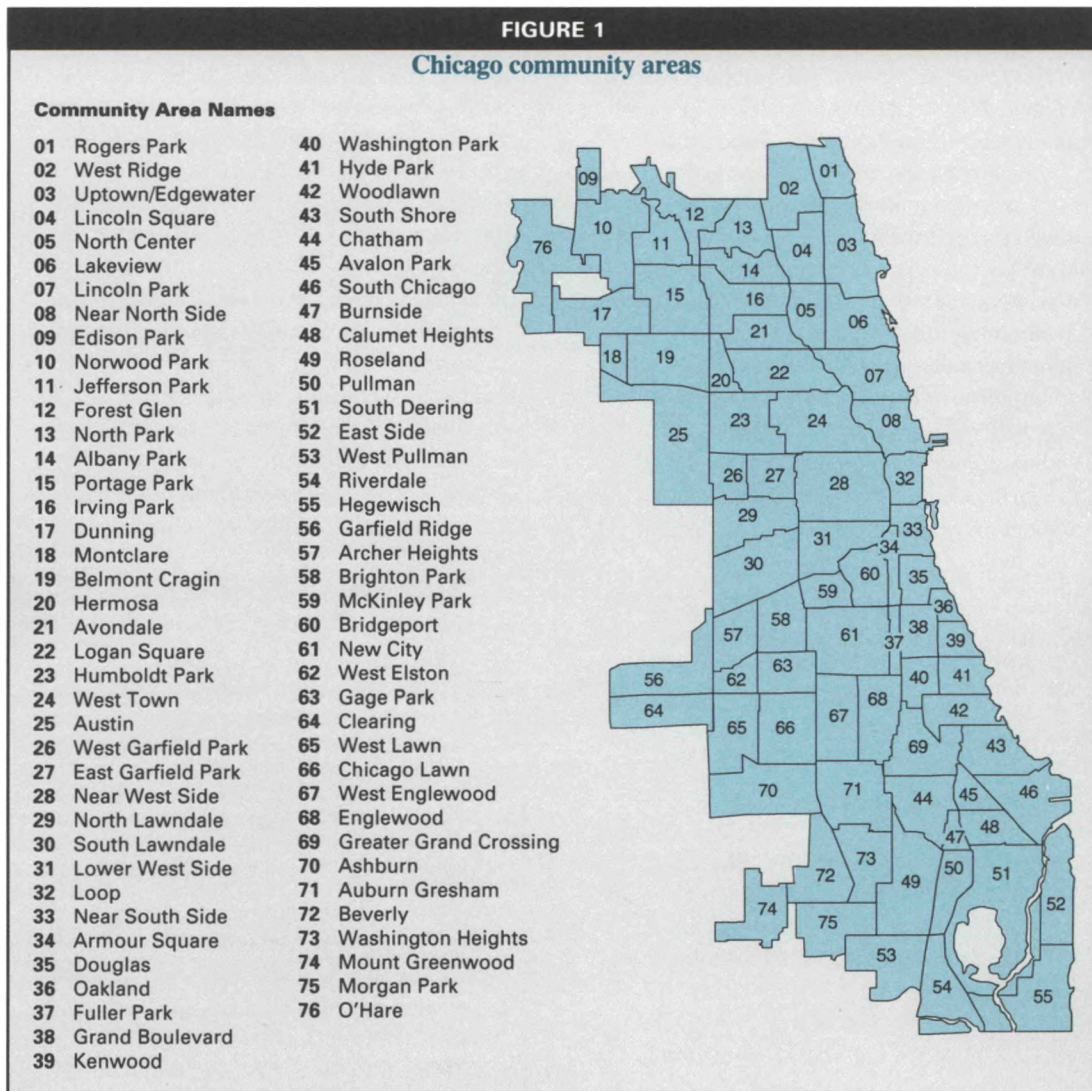 FIGURE 1
Chicago community areas
Community Area Names
01 Rogers Park
02 West Ridge
03 Uptown/Edgewater
04 Lincoln Square
05 North Center
06 Lakeview
07 Lincoln Park
08 Near North Side
09 Edison Park
10 Norwood Park
11 Jefferson Park
12 Forest Glen
13 North Park
14 Albany Park
15 Portage Park
16 Irving Park
17 Dunning
18 Montclare
19 Belmont Cragin
20 Hermosa
21 Avondale
22 Logan Square
23 Humboldt Park
24 West Town
25 Austin
26 West Garfield Park
27 East Garfield Park
28 Near West Side
29 North Lawndale
30 South Lawndale
31 Lower West Side
32 Loop
33 Near South Side
34 Armour Square
35 Douglas
36 Oakland
37 Fuller Park
38 Grand Boulevard
39 Kenwood
40 Washington Park
41 Hyde Park
42 Woodlawn
43 South Shore
44 Chatham
45 Avalon Park
46 South Chicago
47 Burnside
48 Calumet Heights
49 Roseland
50 Pullman
51 South Deering
52 East Side
53 West Pullman
54 Riverdale
55 Hegewisch
56 Garfield Ridge
57 Archer Heights
58 Brighton Park
59 McKinley Park
60 Bridgeport
61 New City
62 West Elston
63 Gage Park
64 Clearing
65 West Lawn
66 Chicago Lawn
67 West Englewood
68 Englewood
69 Greater Grand Crossing
70 Ashburn
71 Auburn Gresham
72 Beverly
73 Washington Heights
74 Mount Greenwood
75 Morgan Park
76 O'Hare
01
09
02
12
10
13
76
11
04
03
14
15
16
17
05
06
21
18
19
20
22
07
23
24
08
25
26
27
28
32
29
33
31
34
30
60
35
59
36
57
58
61
37
38
39
63
56
62
40
41
68
64
42
65
66
67
69
43
70
71
44
45
46
47
48
73
50
72
49
51
74
52
75
53
54
55